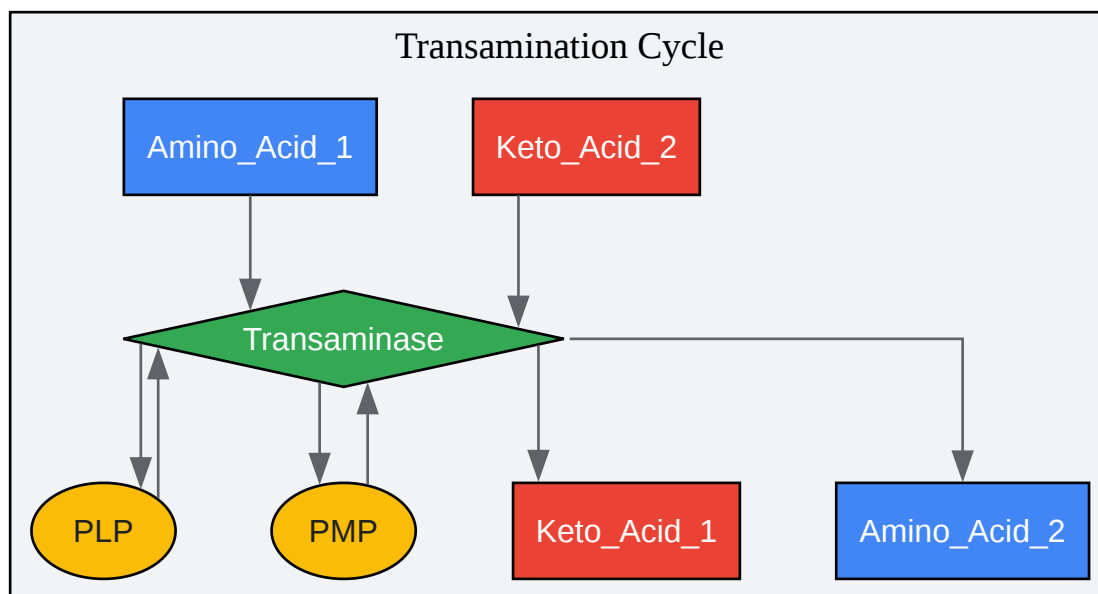 Transamination Cycle
Amino_Acid_1
Keto_Acid_2
Transaminase
PLP
PMP
Keto_Acid_1
Amino_Acid_2